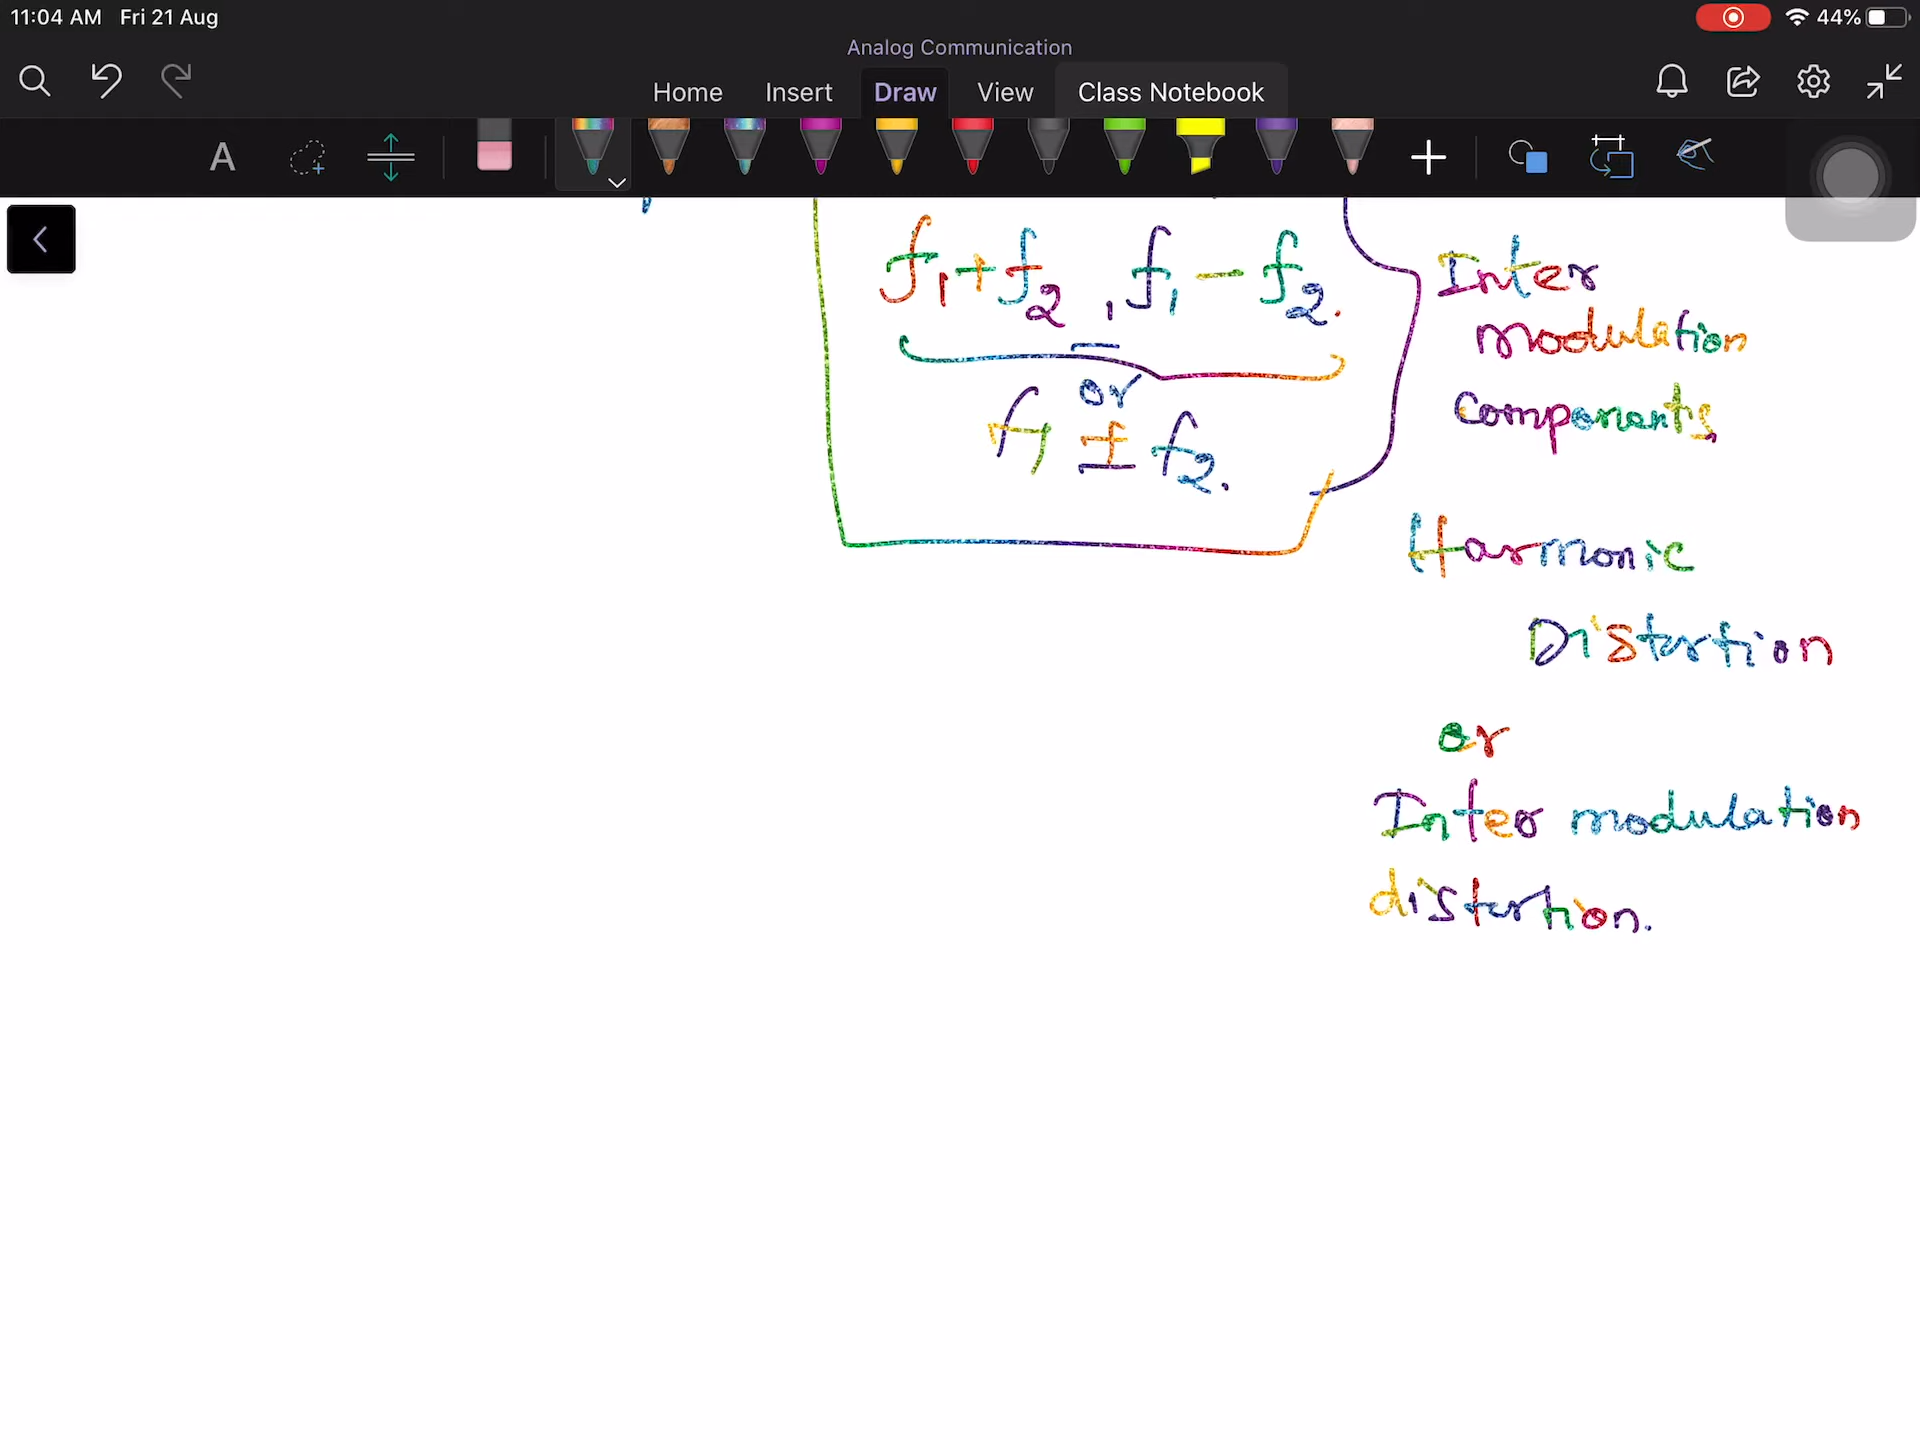 11:04 AM Fri 21 Aug
44%
Analog Communication
Home Insert Draw View Class Notebook
A
f₁+f₂ , f₁ - f₂.
or
f₁ ± f₂.
Inter
modulation
components,
Harmonic
Distortion
or
Inter modulation
distortion.